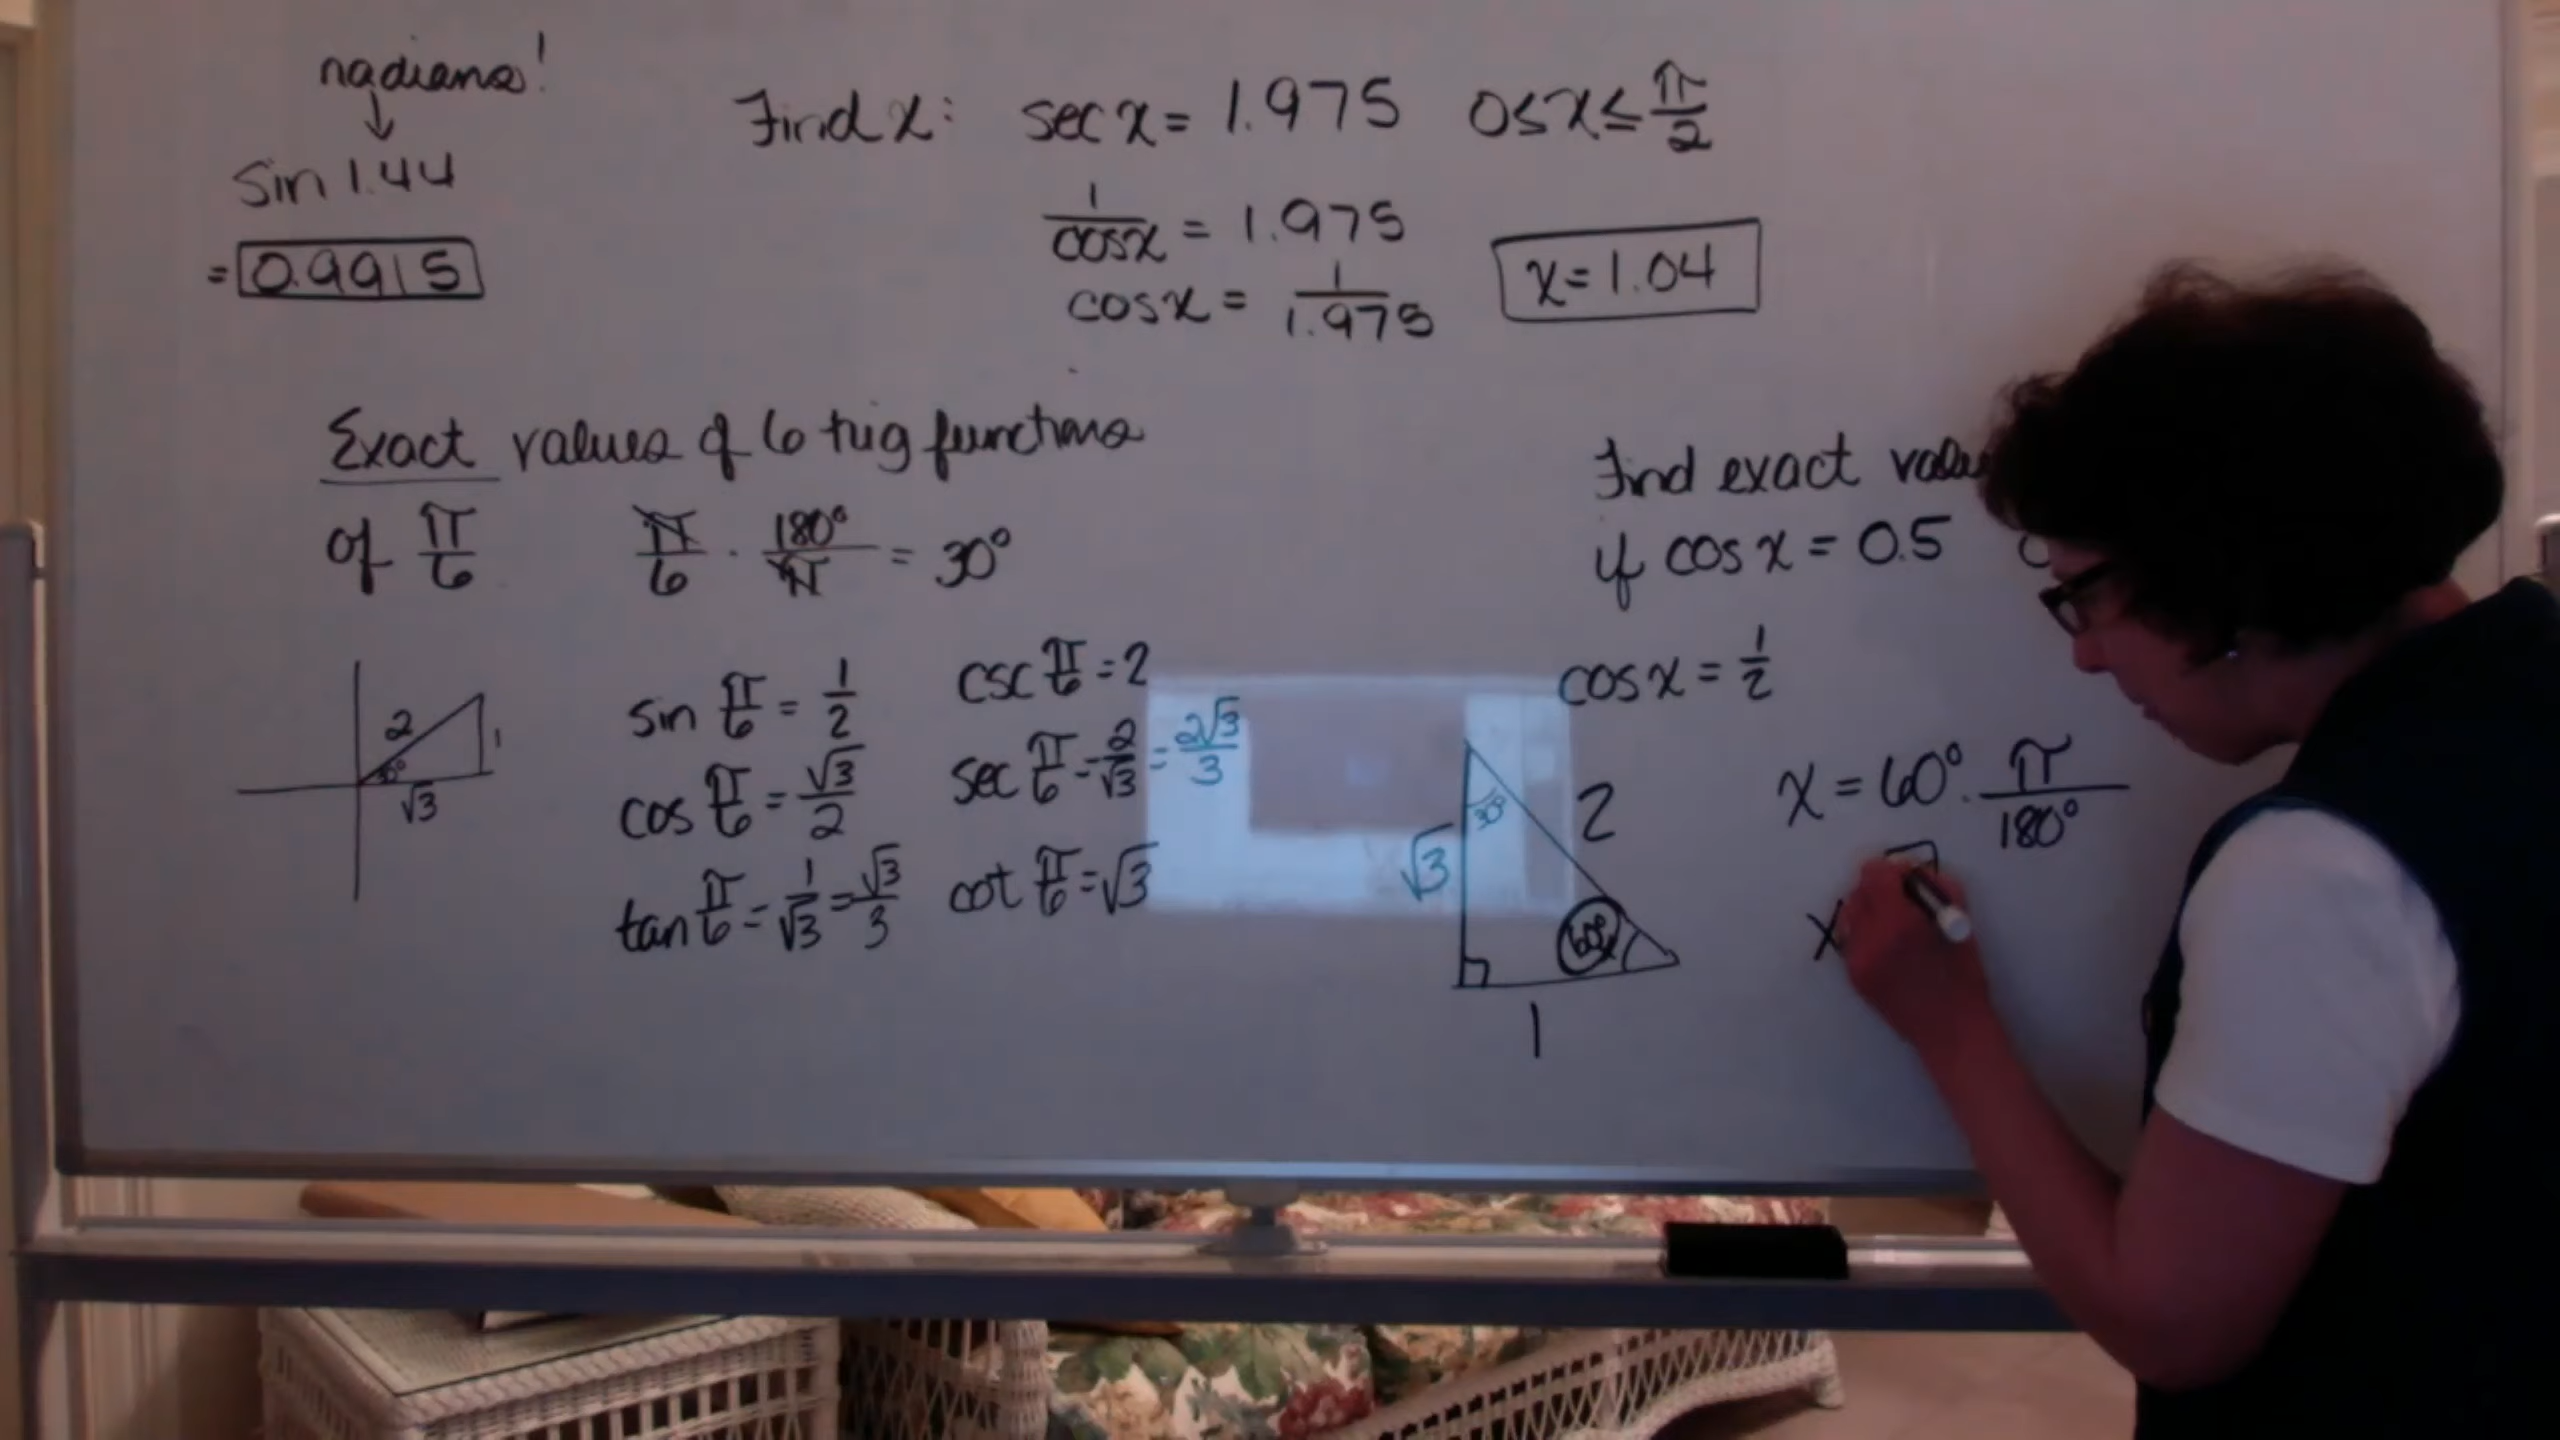 radians!
↓
Sin 1.44
= 0.9915
Find x: sec x = 1.975 0≤x≤π/2
1/cosx = 1.975
cosx = 1/1.975
x = 1.04
Exact values of 6 trig functions
of π/6 π/6 · 180°/π = 30°
2
1
30°
√3
sin π/6 = 1/2
cos π/6 = √3/2
tan π/6 = 1/√3 = √3/3
csc π/6 = 2
sec π/6 = 2/√3 = 2√3/3
cot π/6 = √3
Find exact
if cos x = 0.5
cos x = 1/2
30°
2
√3
60°
1
x = 60° · π/180°
x